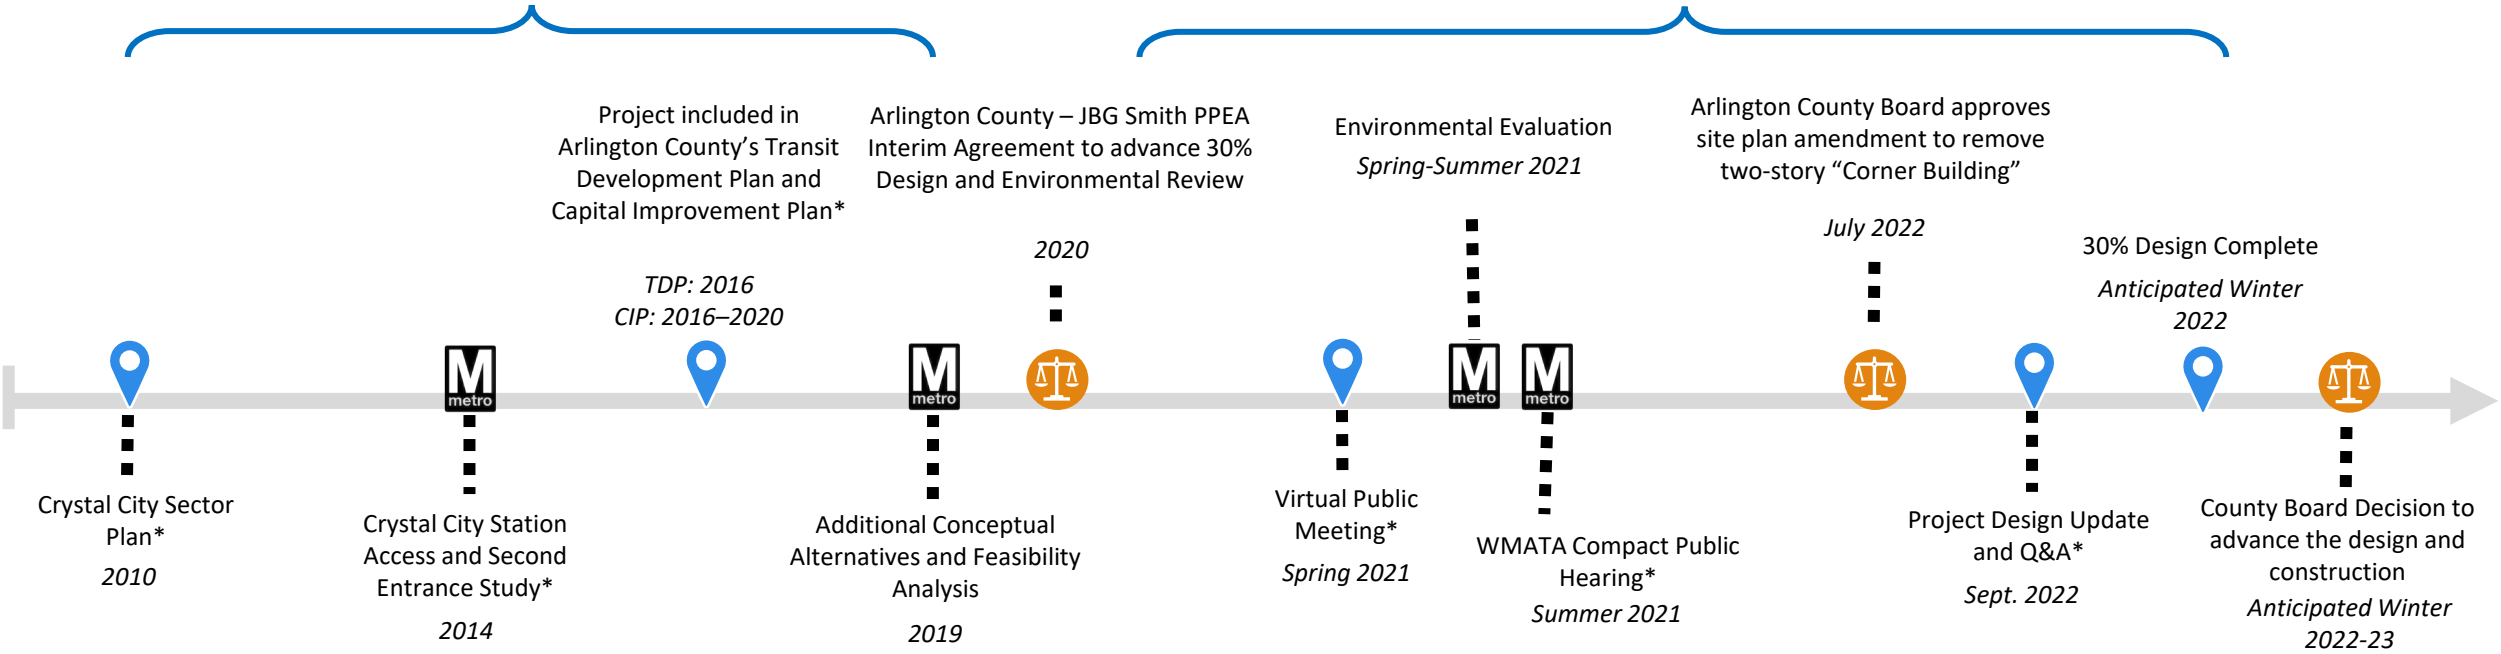 Project included in
Arlington County’s Transit
Development Plan and
Capital Improvement Plan*
TDP: 2016
CIP: 2016–2020
Arlington County – JBG Smith PPEA
Interim Agreement to advance 30%
Design and Environmental Review
2020
Environmental Evaluation
Spring-Summer 2021
Arlington County Board approves
site plan amendment to remove
two-story “Corner Building”
July 2022
30% Design Complete
Anticipated Winter
2022
M
metro
M
metro
M
metro
M
metro
Crystal City Sector
Plan*
2010
Crystal City Station
Access and Second
Entrance Study*
2014
Additional Conceptual
Alternatives and Feasibility
Analysis
2019
Virtual Public
Meeting*
Spring 2021
WMATA Compact Public
Hearing*
Summer 2021
Project Design Update
and Q&A*
Sept. 2022
County Board Decision to
advance the design and
construction
Anticipated Winter
2022-23